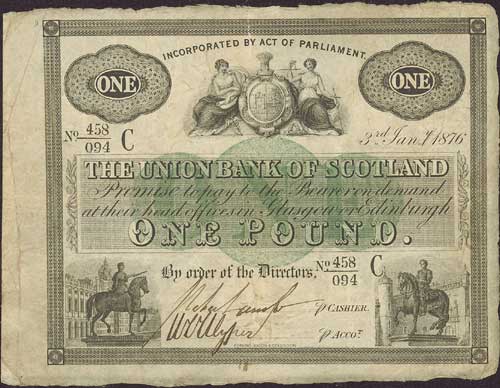 INCORPORATED BY ACT OF PARLIAMENT.
ONE ONE
No 458/094 C 3rd Jany 1876
THE UNION BANK OF SCOTLAND
Promise to pay to the Bearer on demand
at their head offices in Glasgow or Edinburgh
ONE POUND.
By order of the Directors. No 458/094 C
p CASHIER.
p ACCOT.